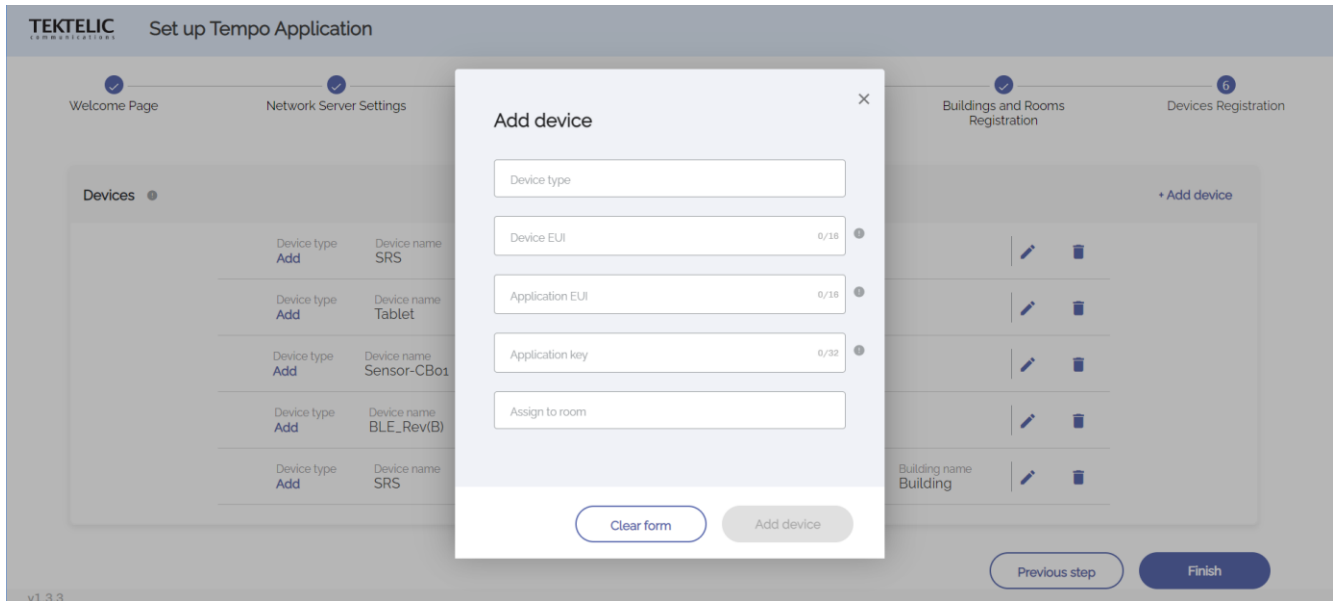 TEKTELIC
communications
Set up Tempo Application
Welcome Page
Network Server Settings
Buildings and Rooms
Registration
6
Devices Registration
Devices
+ Add device
Device type
Add
Device name
SRS
Device type
Add
Device name
Tablet
Device type
Add
Device name
Sensor-CB01
Device type
Add
Device name
BLE_Rev(B)
Device type
Add
Device name
SRS
Building name
Building
Add device
Device type
Device EUI 0/16
Application EUI 0/16
Application key 0/32
Assign to room
Clear form
Add device
Previous step
Finish
v1.3.3